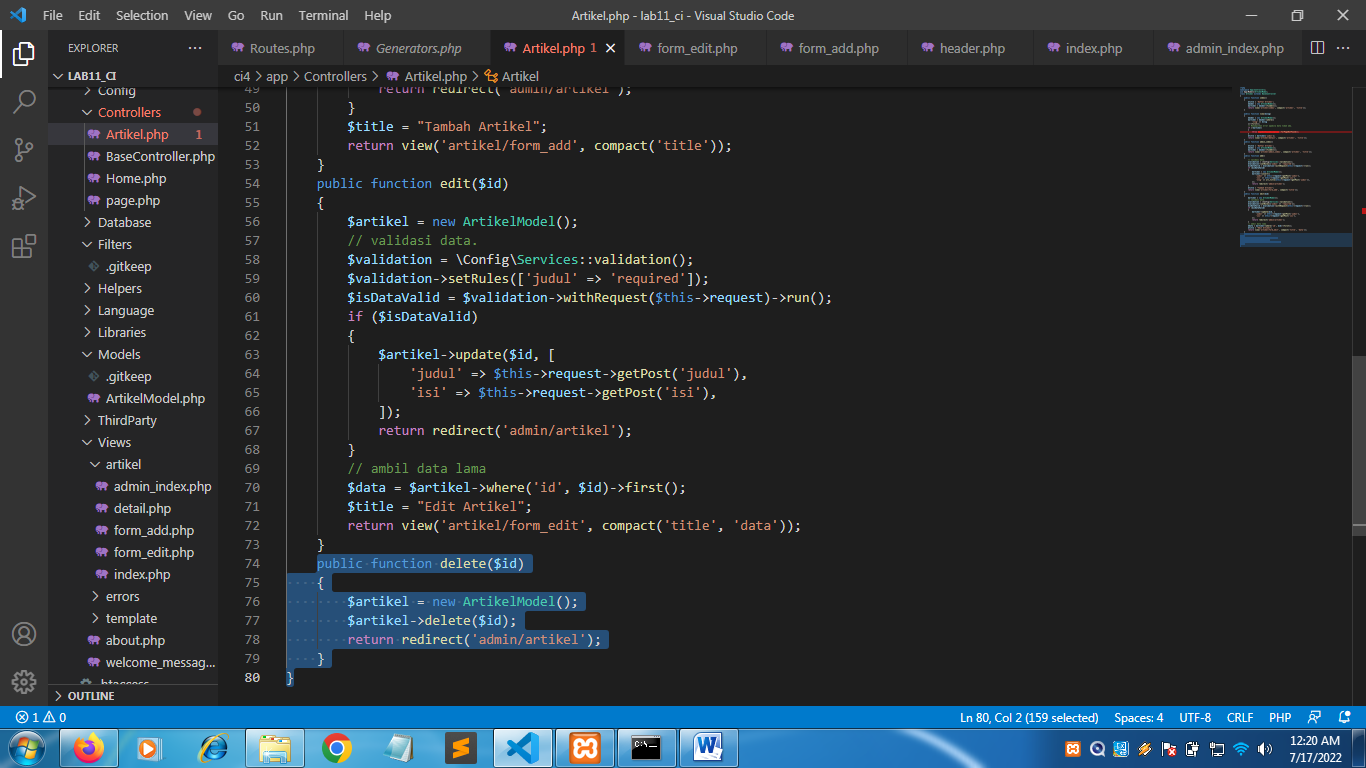 File Edit Selection View Go Run Terminal Help Artikel.php - lab11_ci - Visual Studio Code
EXPLORER ··· Routes.php Generators.php Artikel.php 1 form_edit.php form_add.php header.php index.php admin_index.php ···
LAB11_CI
ci4 > app > Controllers > Artikel.php > Artikel
Config
Controllers
Artikel.php 1
BaseController.php
Home.php
page.php
Database
Filters
.gitkeep
Helpers
Language
Libraries
Models
.gitkeep
ArtikelModel.php
ThirdParty
Views
artikel
admin_index.php
detail.php
form_add.php
form_edit.php
index.php
errors
template
about.php
welcome_messag...
.htaccess
OUTLINE
49 return redirect('admin/artikel');
50 }
51 $title = "Tambah Artikel";
52 return view('artikel/form_add', compact('title'));
53 }
54 public function edit($id)
55 {
56 $artikel = new ArtikelModel();
57 // validasi data.
58 $validation = \Config\Services::validation();
59 $validation->setRules(['judul' => 'required']);
60 $isDataValid = $validation->withRequest($this->request)->run();
61 if ($isDataValid)
62 {
63 $artikel->update($id, [
64 'judul' => $this->request->getPost('judul'),
65 'isi' => $this->request->getPost('isi'),
66 ]);
67 return redirect('admin/artikel');
68 }
69 // ambil data lama
70 $data = $artikel->where('id', $id)->first();
71 $title = "Edit Artikel";
72 return view('artikel/form_edit', compact('title', 'data'));
73 }
74 public function delete($id)
75 {
76 $artikel = new ArtikelModel();
77 $artikel->delete($id);
78 return redirect('admin/artikel');
79 }
80 }
1 0 Ln 80, Col 2 (159 selected) Spaces: 4 UTF-8 CRLF PHP
12:20 AM
7/17/2022